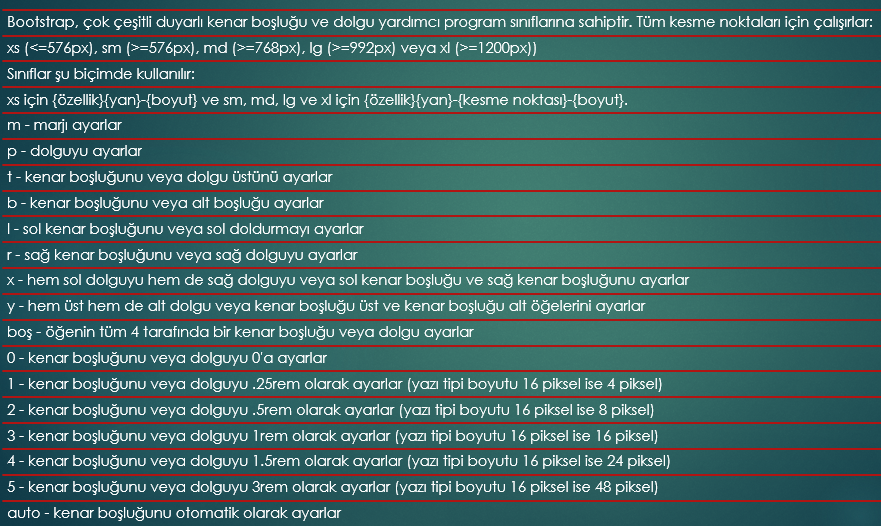 Bootstrap, çok çeşitli duyarlı kenar boşluğu ve dolgu yardımcı program sınıflarına sahiptir. Tüm kesme noktaları için çalışırlar:
xs (<=576px), sm (>=576px), md (>=768px), lg (>=992px) veya xl (>=1200px))
Sınıflar şu biçimde kullanılır:
xs için {özellik}{yan}-{boyut} ve sm, md, lg ve xl için {özellik}{yan}-{kesme noktası}-{boyut}.
m - marjı ayarlar
p - dolguyu ayarlar
t - kenar boşluğunu veya dolgu üstünü ayarlar
b - kenar boşluğunu veya alt boşluğu ayarlar
l - sol kenar boşluğunu veya sol doldurmayı ayarlar
r - sağ kenar boşluğunu veya sağ dolguyu ayarlar
x - hem sol dolguyu hem de sağ dolguyu veya sol kenar boşluğu ve sağ kenar boşluğunu ayarlar
y - hem üst hem de alt dolgu veya kenar boşluğu üst ve kenar boşluğu alt öğelerini ayarlar
boş - öğenin tüm 4 tarafında bir kenar boşluğu veya dolgu ayarlar
0 - kenar boşluğunu veya dolguyu 0'a ayarlar
1 - kenar boşluğunu veya dolguyu .25rem olarak ayarlar (yazı tipi boyutu 16 piksel ise 4 piksel)
2 - kenar boşluğunu veya dolguyu .5rem olarak ayarlar (yazı tipi boyutu 16 piksel ise 8 piksel)
3 - kenar boşluğunu veya dolguyu 1rem olarak ayarlar (yazı tipi boyutu 16 piksel ise 16 piksel)
4 - kenar boşluğunu veya dolguyu 1.5rem olarak ayarlar (yazı tipi boyutu 16 piksel ise 24 piksel)
5 - kenar boşluğunu veya dolguyu 3rem olarak ayarlar (yazı tipi boyutu 16 piksel ise 48 piksel)
auto - kenar boşluğunu otomatik olarak ayarlar